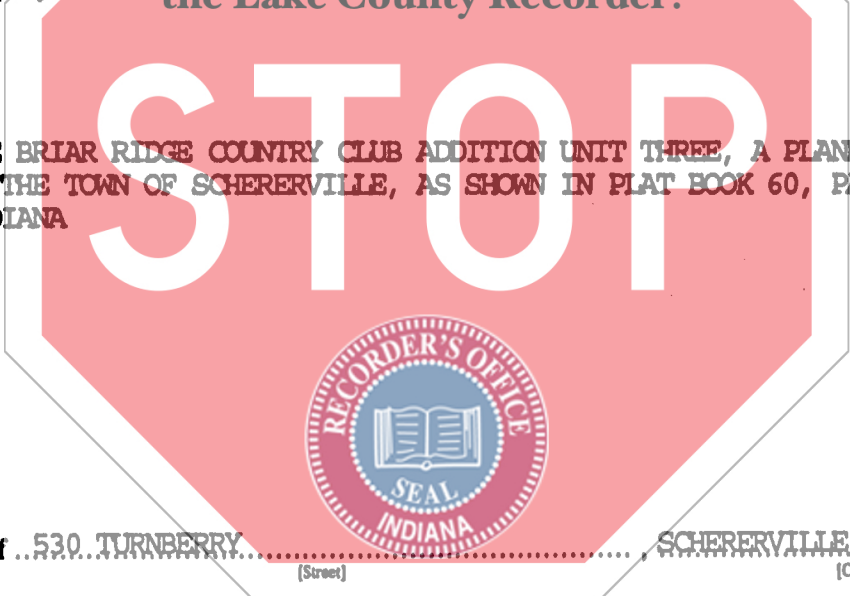 the Lake County Recorder!
STOP
BRIAR RIDGE COUNTRY CLUB ADDITION UNIT THREE, A PLAN
THE TOWN OF SCHERERVILLE, AS SHOWN IN PLAT BOOK 60,
DIANA
RECORDER'S OFFICE
SEAL
INDIANA
530 TURNBERRY , SCHERERVILLE
[Street]